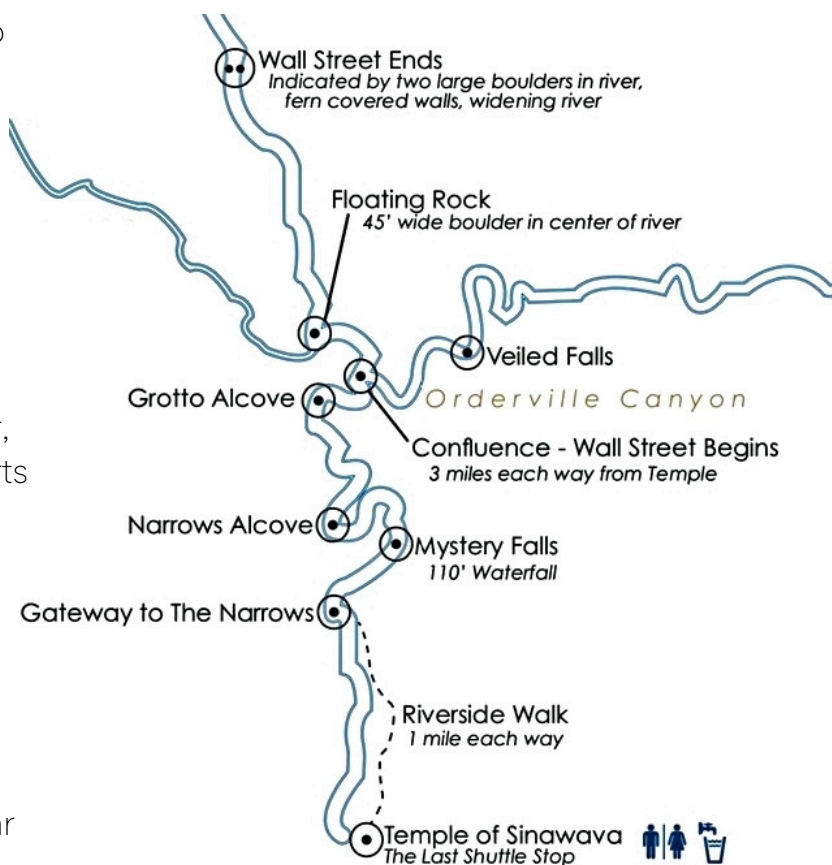 Wall Street Ends
Indicated by two large boulders in river,
fern covered walls, widening river
Floating Rock
45' wide boulder in center of river
Veiled Falls
Grotto Alcove
Orderville Canyon
Confluence - Wall Street Begins
3 miles each way from Temple
Narrows Alcove
Mystery Falls
110' Waterfall
Gateway to The Narrows
Riverside Walk
1 mile each way
Temple of Sinawava
The Last Shuttle Stop